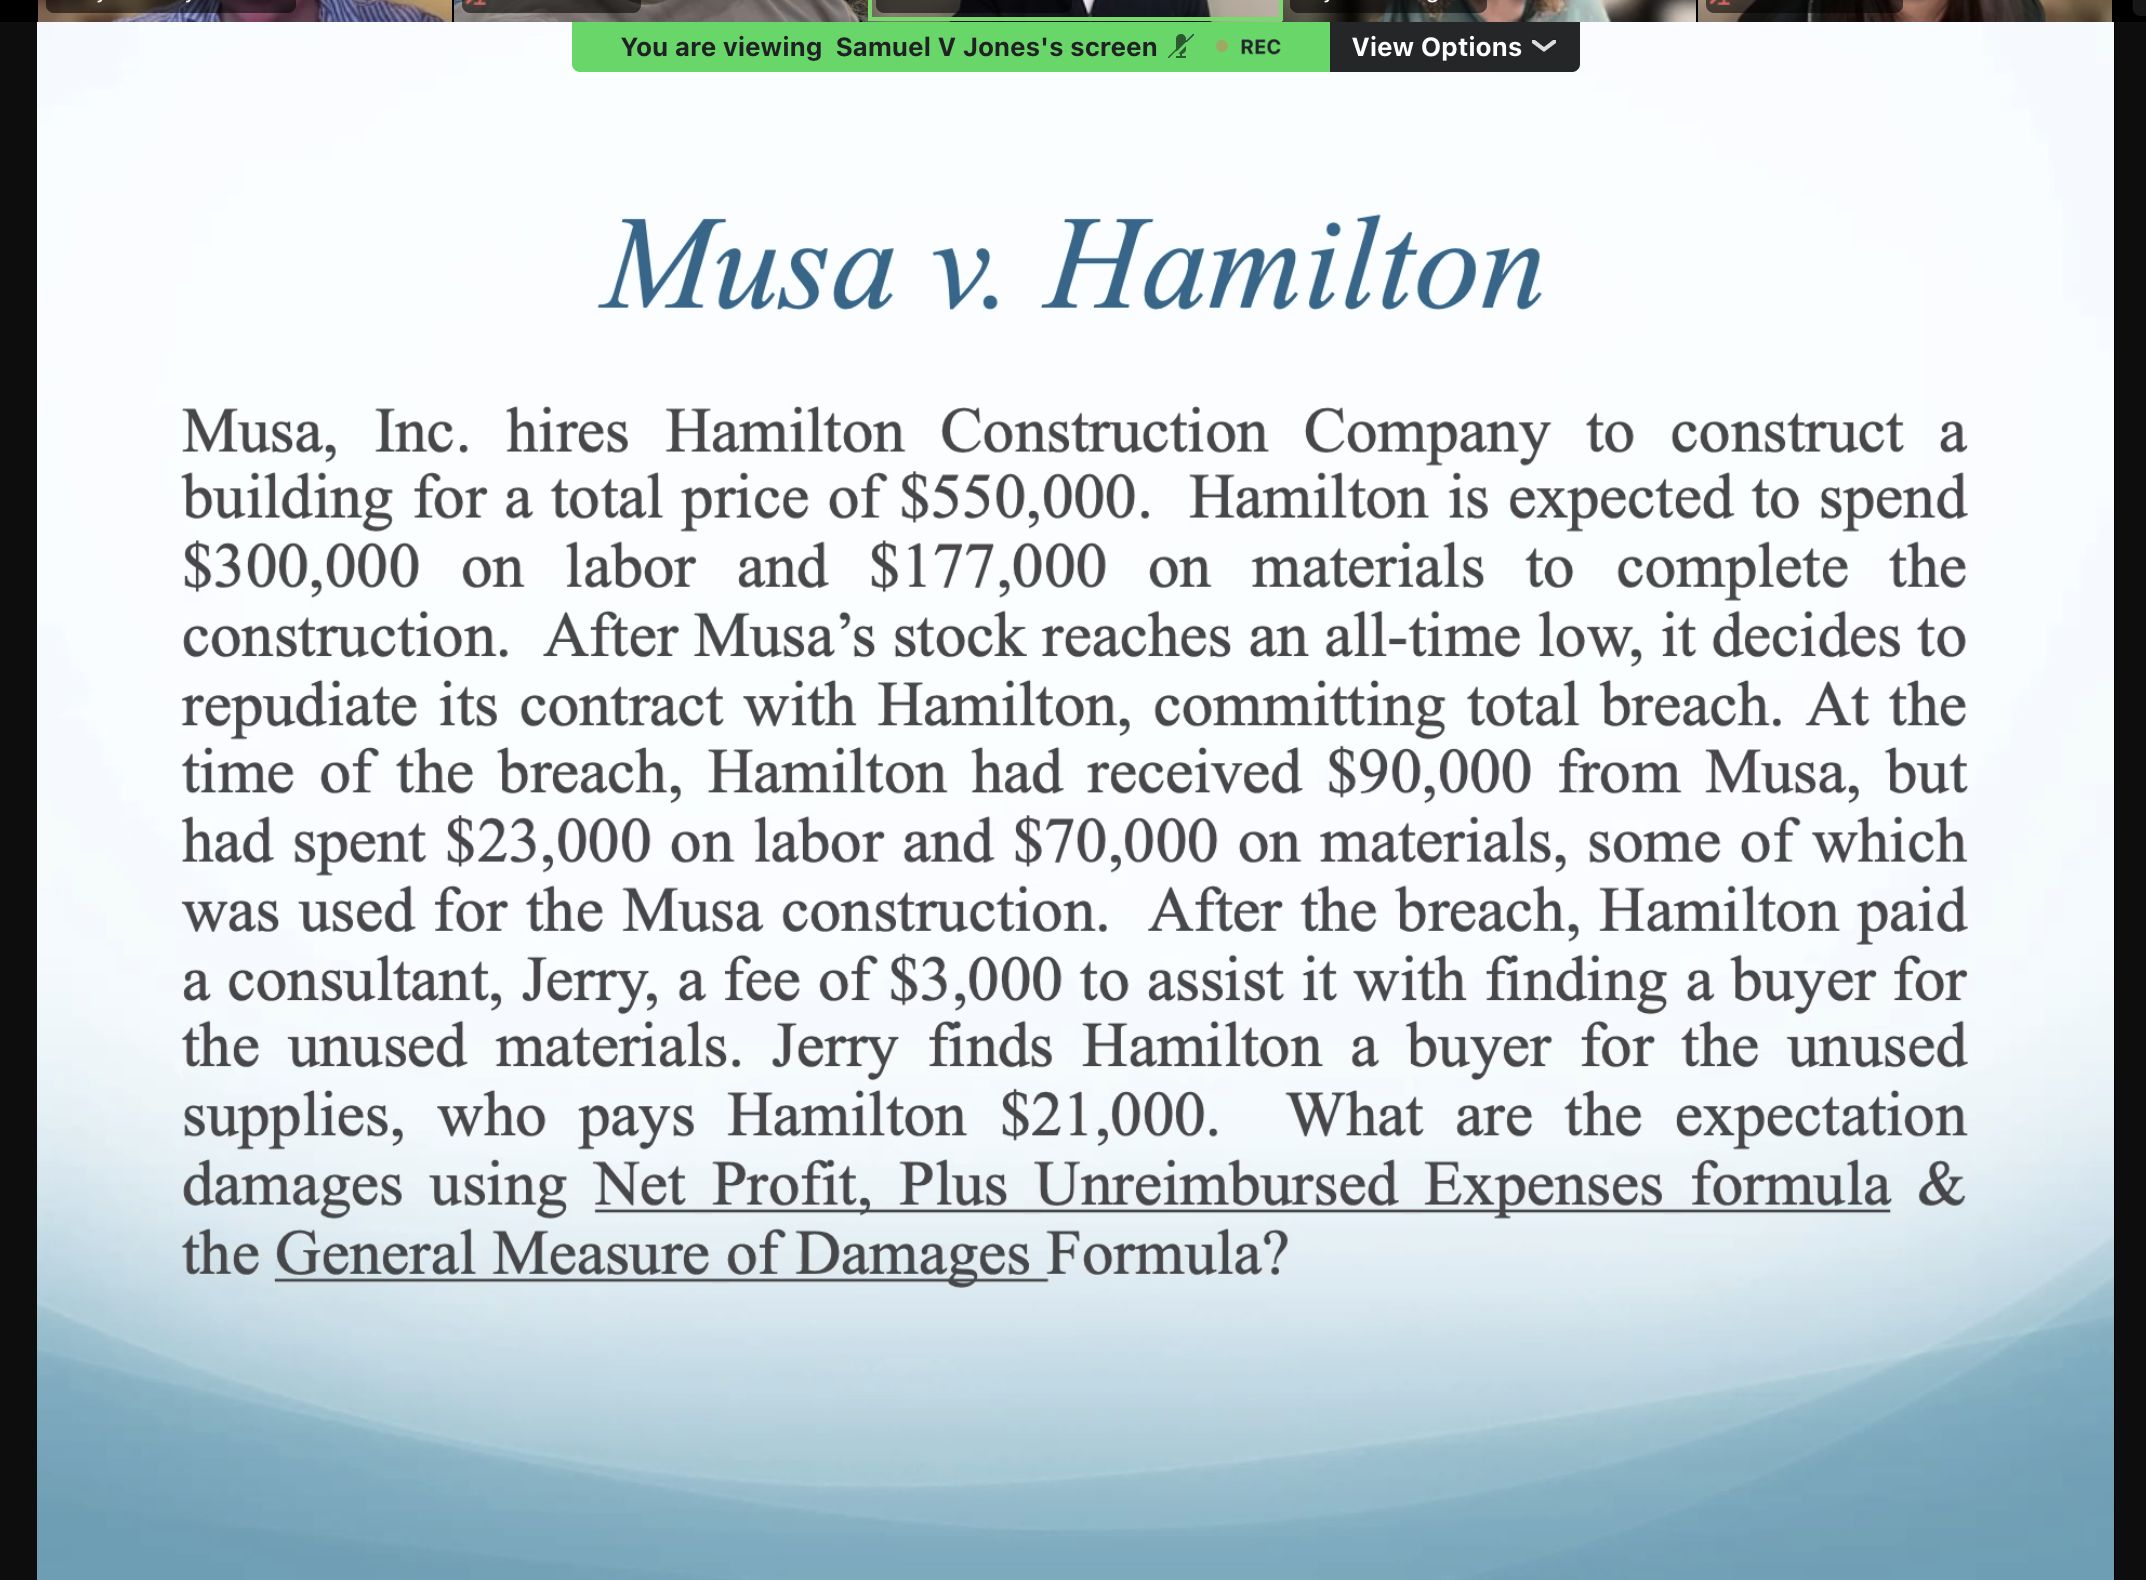 You are viewing Samuel V Jones's screen REC View Options
Musa v. Hamilton
Musa, Inc. hires Hamilton Construction Company to construct a
building for a total price of $550,000. Hamilton is expected to spend
$300,000 on labor and $177,000 on materials to complete the
construction. After Musa’s stock reaches an all-time low, it decides to
repudiate its contract with Hamilton, committing total breach. At the
time of the breach, Hamilton had received $90,000 from Musa, but
had spent $23,000 on labor and $70,000 on materials, some of which
was used for the Musa construction. After the breach, Hamilton paid
a consultant, Jerry, a fee of $3,000 to assist it with finding a buyer for
the unused materials. Jerry finds Hamilton a buyer for the unused
supplies, who pays Hamilton $21,000. What are the expectation
damages using Net Profit, Plus Unreimbursed Expenses formula &
the General Measure of Damages Formula?